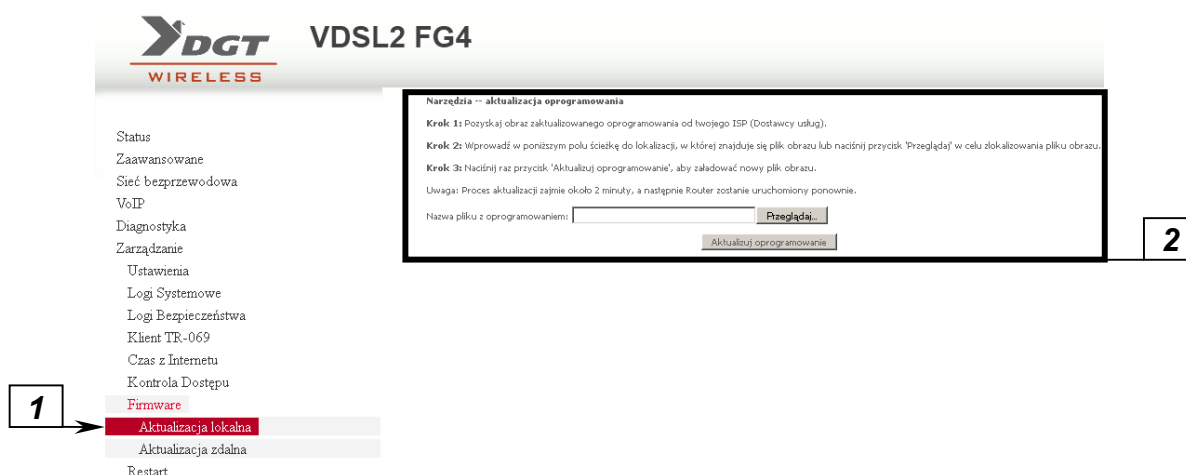 DGT
WIRELESS
VDSL2 FG4
Status
Zaawansowane
Sieć bezprzewodowa
VoIP
Diagnostyka
Zarządzanie
Ustawienia
Logi Systemowe
Logi Bezpieczeństwa
Klient TR-069
Czas z Internetu
Kontrola Dostępu
Firmware
Aktualizacja lokalna
Aktualizacja zdalna
Restart
1
Narzędzia -- aktualizacja oprogramowania
Krok 1: Pozyskaj obraz zaktualizowanego oprogramowania od twojego ISP (Dostawcy usług).
Krok 2: Wprowadź w poniższym polu ścieżkę do lokalizacji, w której znajduje się plik obrazu lub naciśnij przycisk 'Przeglądaj' w celu zlokalizowania pliku obrazu.
Krok 3: Naciśnij raz przycisk 'Aktualizuj oprogramowanie', aby załadować nowy plik obrazu.
Uwaga: Proces aktualizacji zajmie około 2 minuty, a następnie Router zostanie uruchomiony ponownie.
Nazwa pliku z oprogramowaniem: Przeglądaj...
Aktualizuj oprogramowanie
2